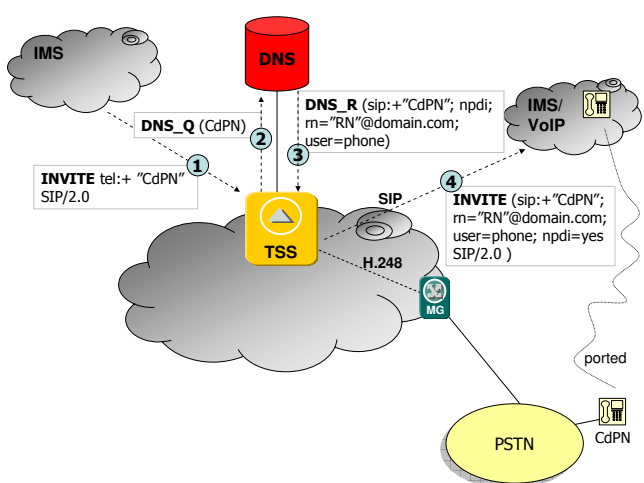 IMS
DNS
DNS_Q (CdPN)
2
3
DNS_R (sip:+"CdPN"; npdi;
rn="RN"@domain.com;
user=phone)
IMS/
VoIP
1
INVITE tel:+ "CdPN"
SIP/2.0
4
SIP
INVITE (sip:+"CdPN";
rn="RN"@domain.com;
user=phone; npdi=yes
SIP/2.0 )
TSS
H.248
MG
ported
PSTN
CdPN